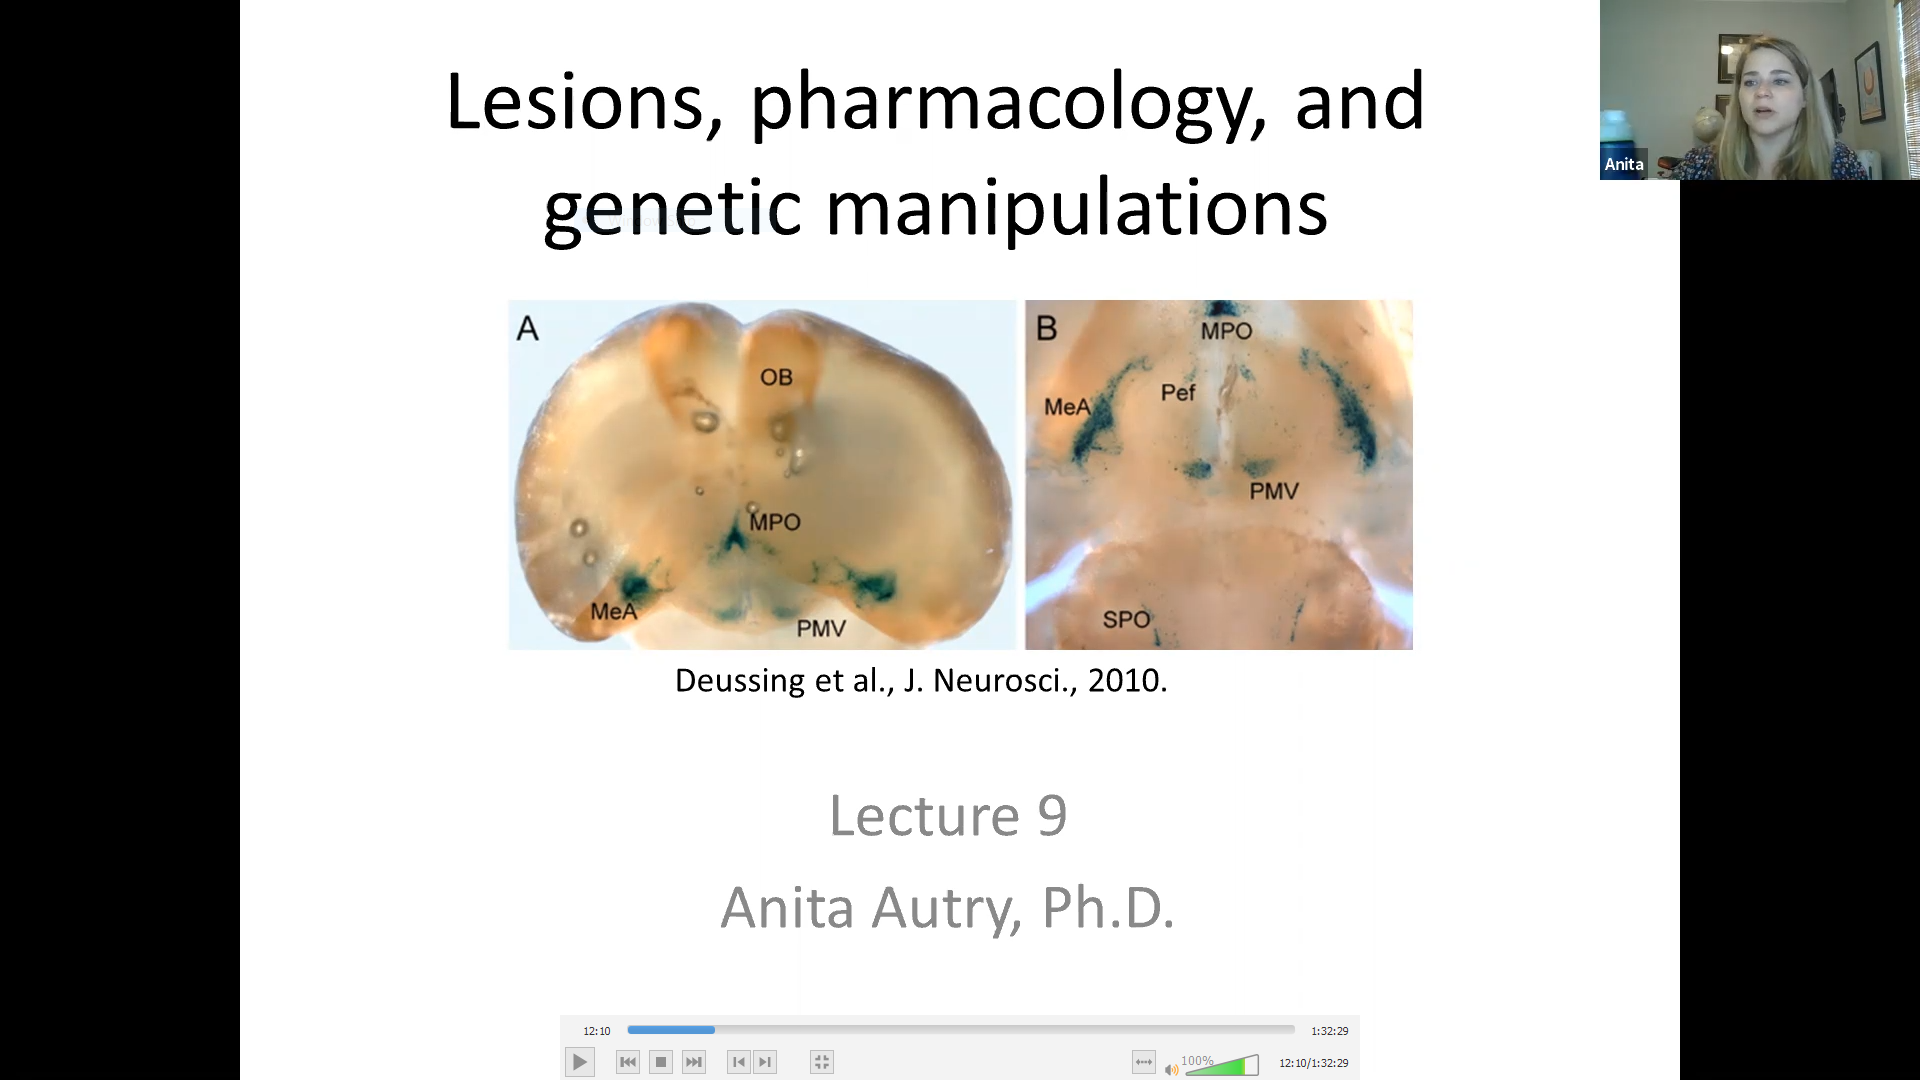 Lesions, pharmacology, and
genetic manipulations
Anita
A
OB
MPO
MeA
PMV
B
MPO
Pef
MeA
PMV
SPO
Deussing et al., J. Neurosci., 2010.
Lecture 9
Anita Autry, Ph.D.
12:10
1:32:29
100%
12:10/1:32:29